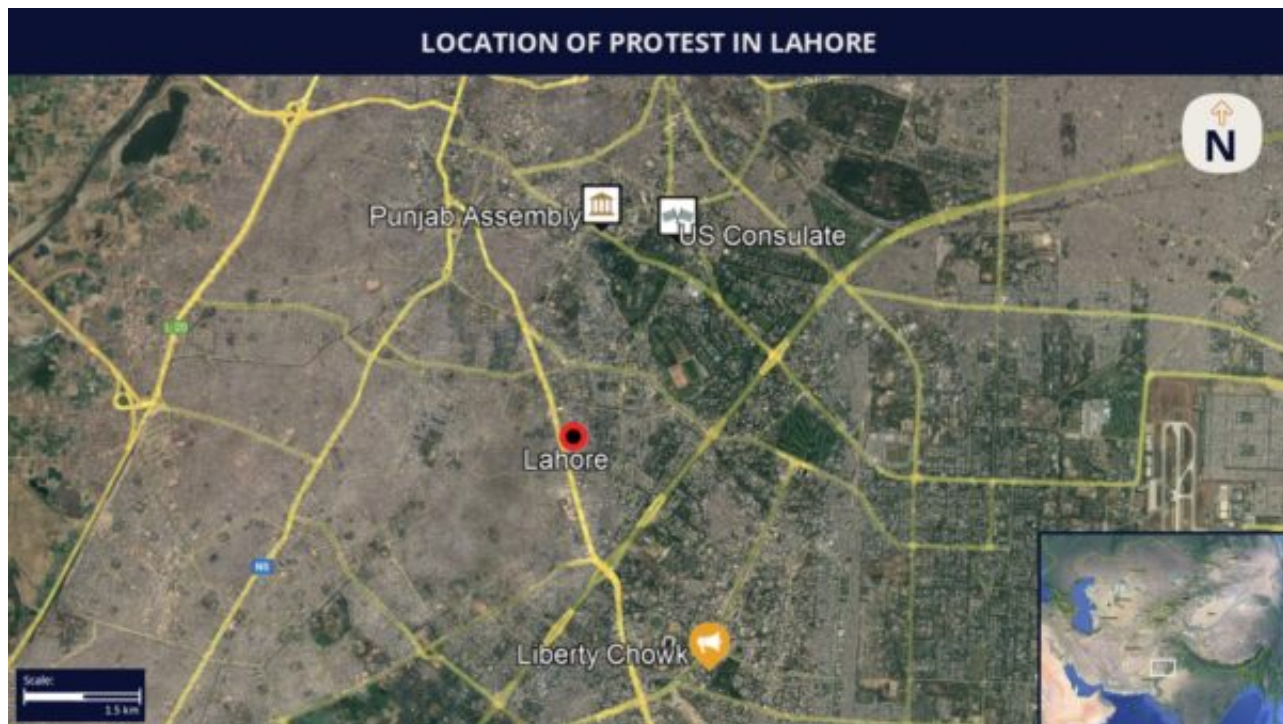 LOCATION OF PROTEST IN LAHORE
N
Punjab Assembly
US Consulate
Lahore
N5
Liberty Chowk
Scale:
1.5 km